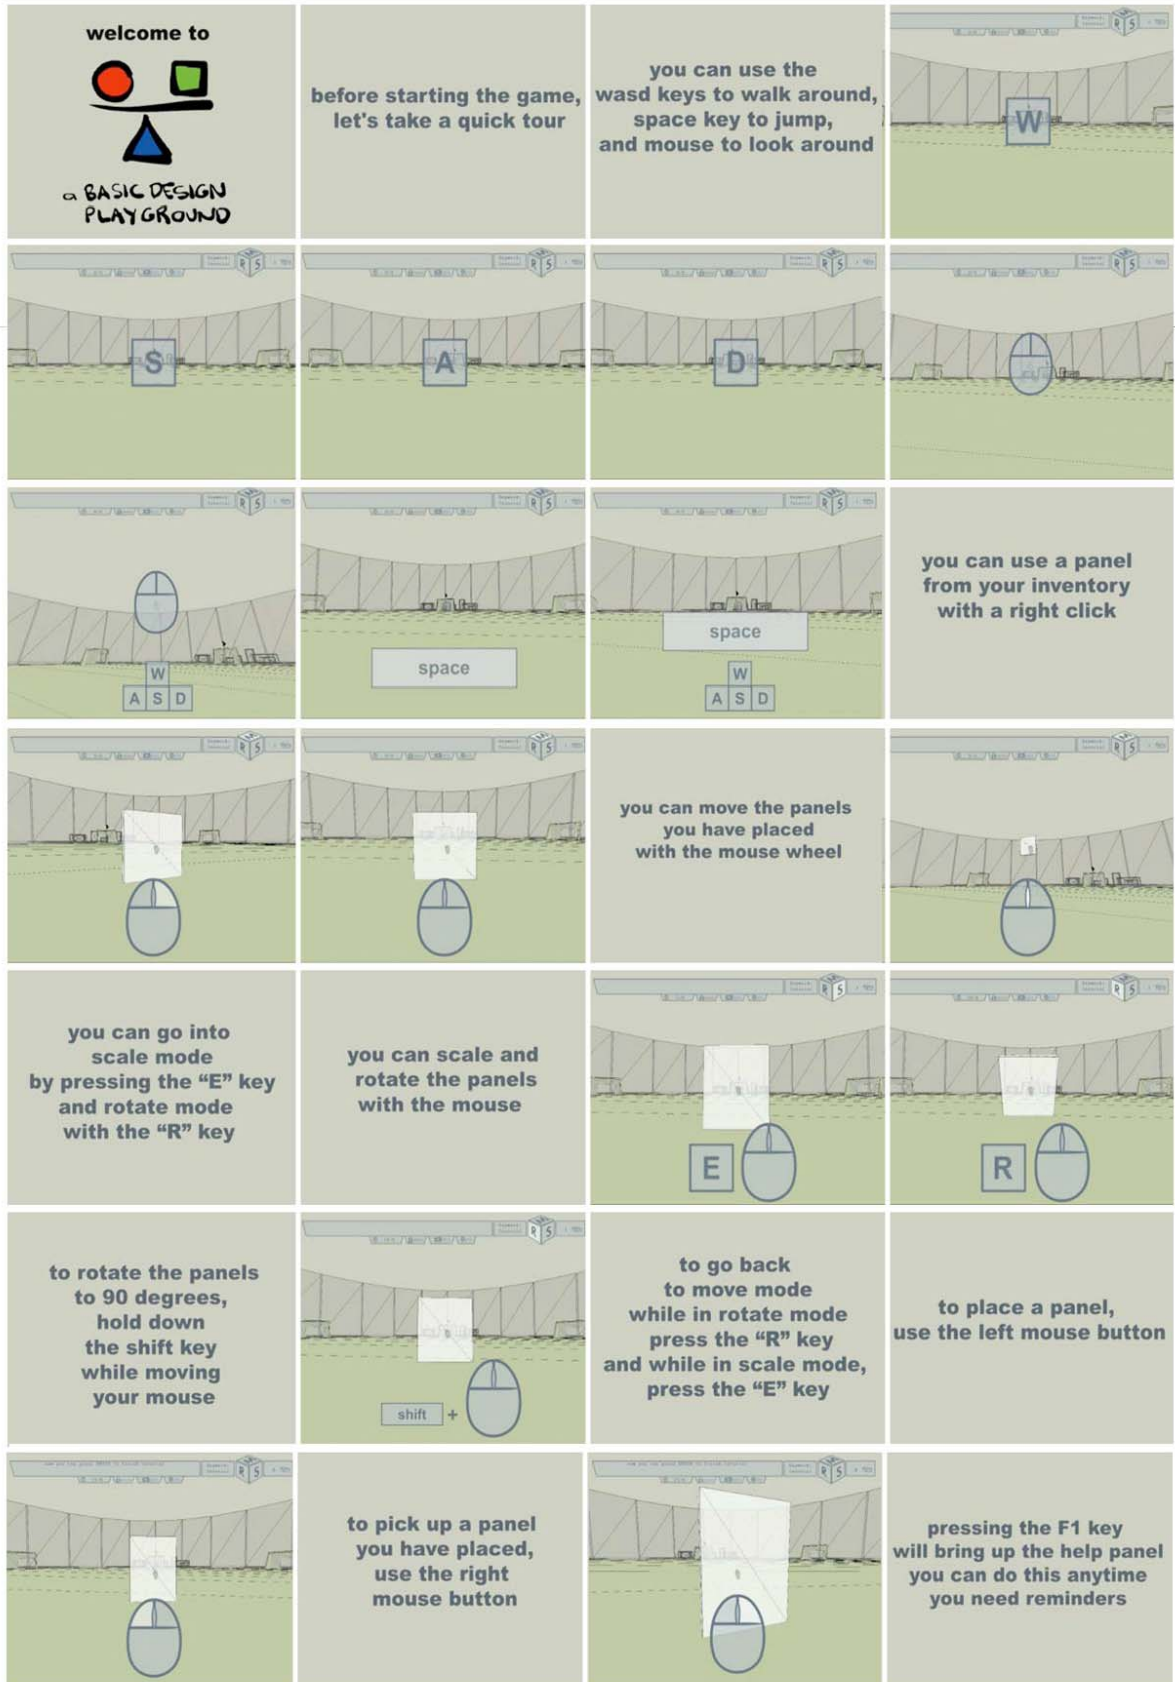 welcome to
a BASIC DESIGN
PLAYGROUND
before starting the game,
let's take a quick tour
you can use the
wasd keys to walk around,
space key to jump,
and mouse to look around
W
S
A
D
W
A S D
space
space
W
A S D
you can use a panel
from your inventory
with a right click
you can move the panels
you have placed
with the mouse wheel
you can go into
scale mode
by pressing the “E” key
and rotate mode
with the “R” key
you can scale and
rotate the panels
with the mouse
E
R
to rotate the panels
to 90 degrees,
hold down
the shift key
while moving
your mouse
shift +
to go back
to move mode
while in rotate mode
press the “R” key
and while in scale mode,
press the “E” key
to place a panel,
use the left mouse button
to pick up a panel
you have placed,
use the right
mouse button
pressing the F1 key
will bring up the help panel
you can do this anytime
you need reminders